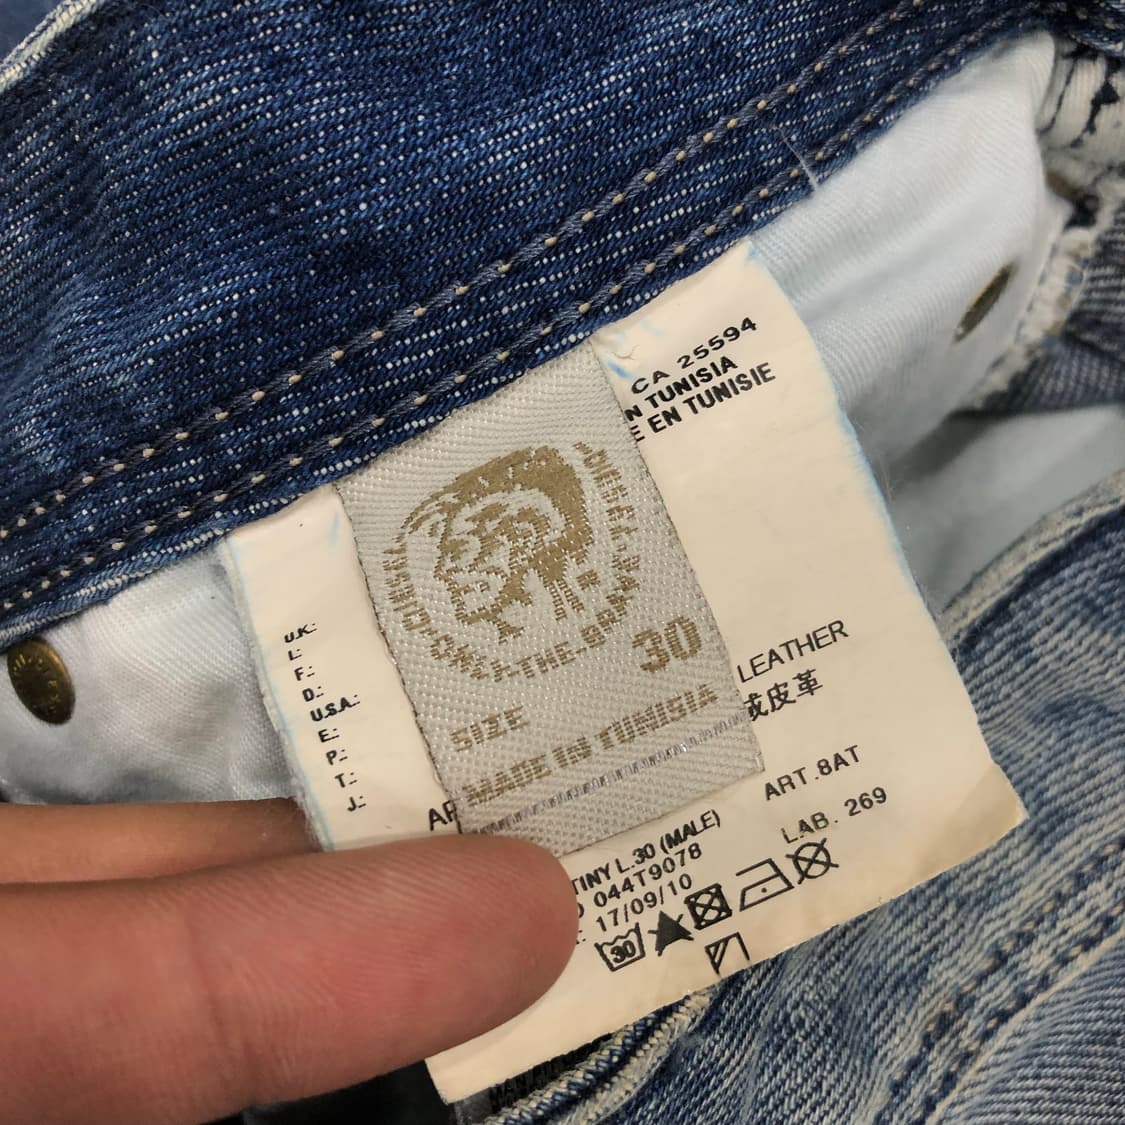 CA 25594
N TUNISIA
E EN TUNISIE
DIESEL
ONLY-THE-BRAVE
30
SIZE
MADE IN TUNISIA
U.K.:
I.:
F.:
D.:
U.S.A.:
E.:
P.:
T.:
J.:
LEATHER
成皮革
ART.8AT
LAB. 269
TINY L.30 (MALE)
044T9078
17/09/10
30